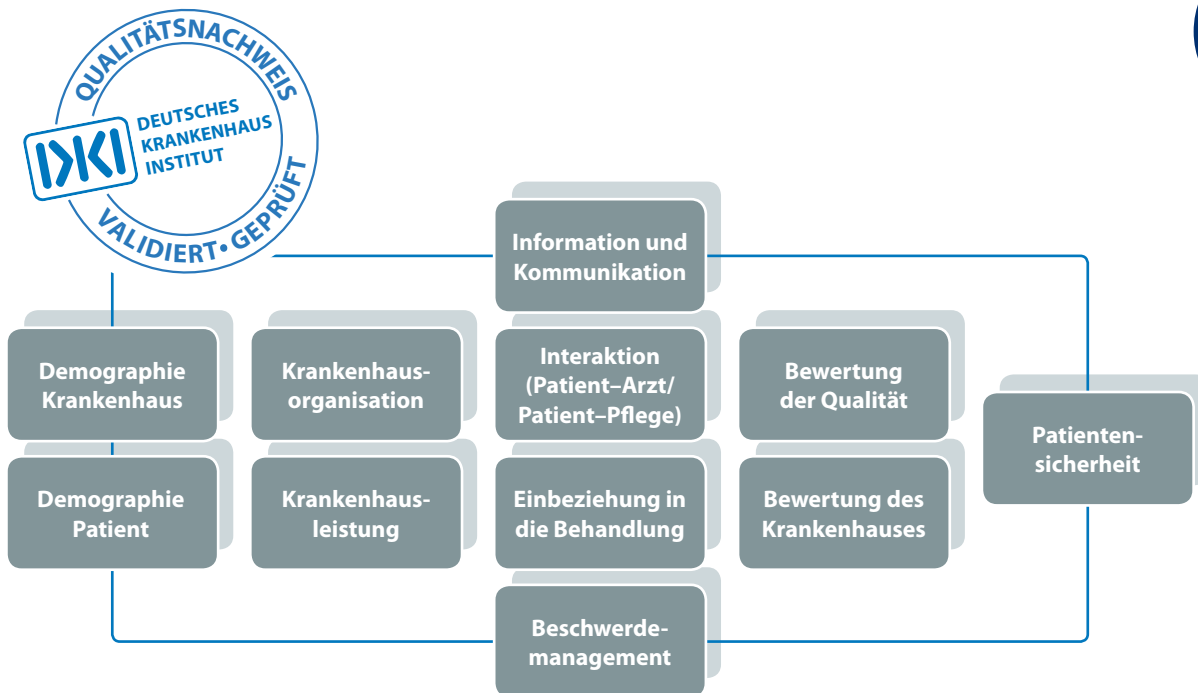 QUALITÄTSNACHWEIS
DEUTSCHES
KRANKENHAUS
INSTITUT
DKI
VALIDIERT • GEPRÜFT
Information und
Kommunikation
Demographie
Krankenhaus
Krankenhaus-
organisation
Interaktion
(Patient–Arzt/
Patient–Pflege)
Bewertung
der Qualität
Patienten-
sicherheit
Demographie
Patient
Krankenhaus-
leistung
Einbeziehung in
die Behandlung
Bewertung des
Krankenhauses
Beschwerde-
management